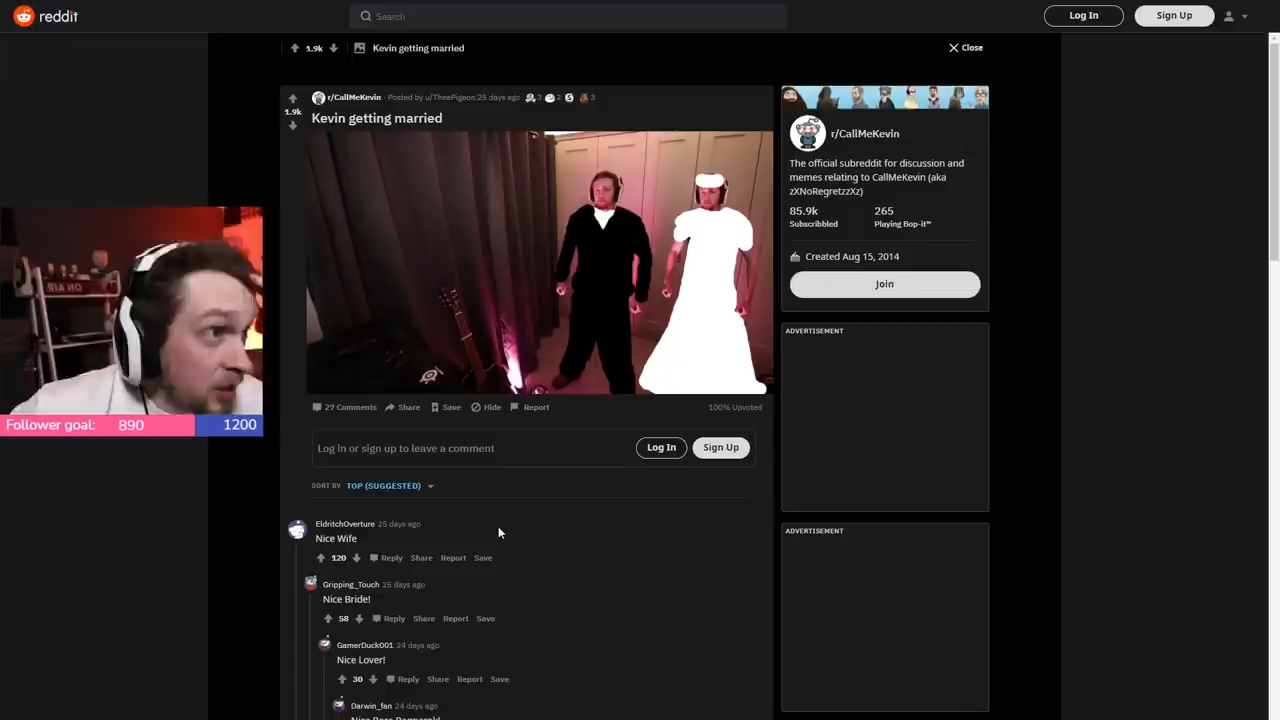 reddit
Search
Log In
Sign Up
1.9k
Kevin getting married
Close
r/CallMeKevin · Posted by u/TheePigeon 25 days ago 3 2 3
1.9k
Kevin getting married
27 Comments
Share
Save
Hide
Report
100% Upvoted
Log in or sign up to leave a comment
Log In
Sign Up
SORT BY TOP (SUGGESTED)
EldritchOverture 25 days ago
Nice Wife
120 Reply Share Report Save
Gripping_Touch 25 days ago
Nice Bride!
58 Reply Share Report Save
GamerDuck001 24 days ago
Nice Lover!
30 Reply Share Report Save
Darwin_fan 24 days ago
r/CallMeKevin
The official subreddit for discussion and
memes relating to CallMeKevin (aka
zXNoRegretzzXz)
85.9k
265
Subscribbled
Playing Bop-it™
Created Aug 15, 2014
Join
ADVERTISEMENT
ADVERTISEMENT
ON AIR
Follower goal: 890 1200